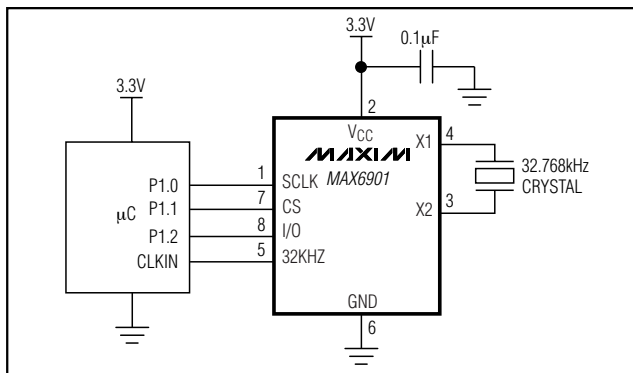 3.3V
0.1μF
3.3V
2
VCC
MAXIM
MAX6901
X1
4
32.768kHz
CRYSTAL
X2
3
μC
P1.0
1
SCLK
P1.1
7
CS
P1.2
8
I/O
CLKIN
5
32KHZ
GND
6